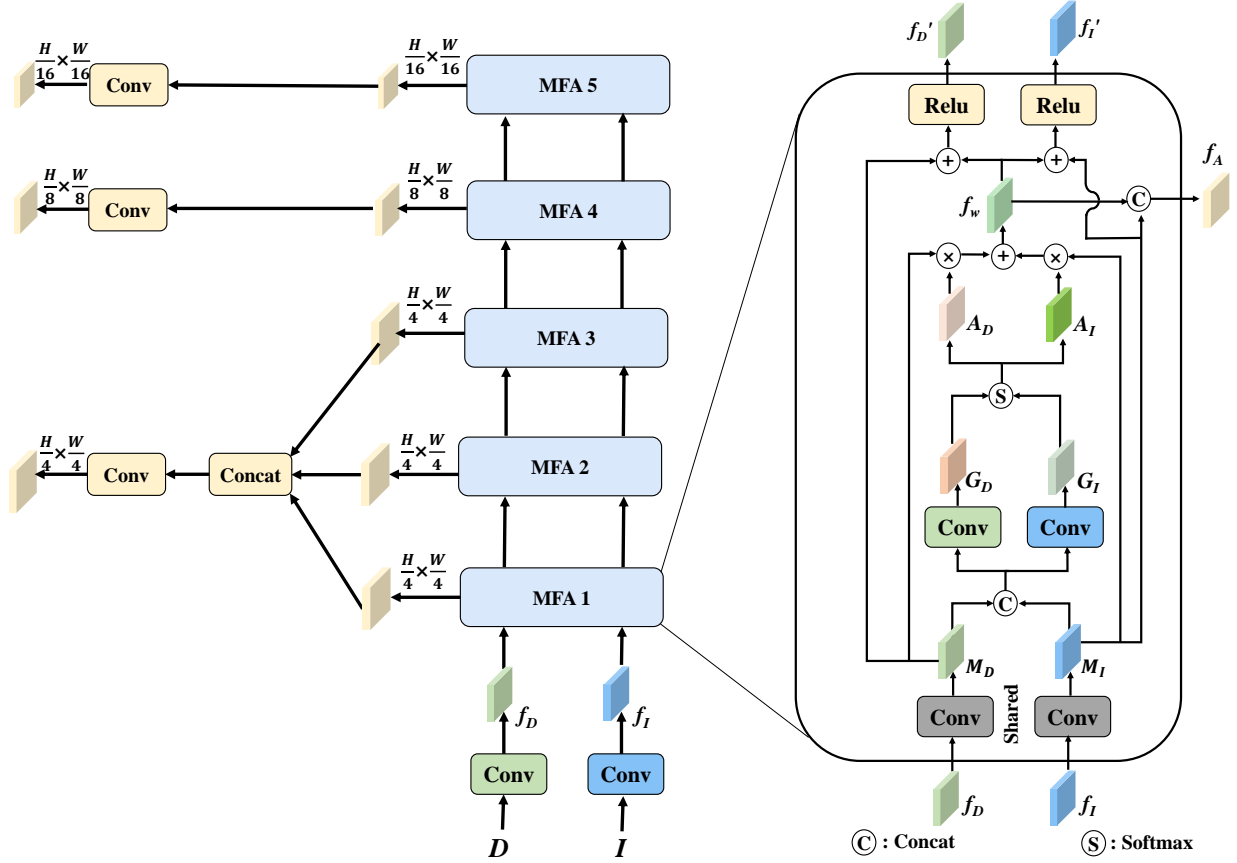 H/16 × W/16
Conv
H/16 × W/16
MFA 5
H/8 × W/8
Conv
H/8 × W/8
MFA 4
H/4 × W/4
MFA 3
H/4 × W/4
Conv
Concat
H/4 × W/4
MFA 2
H/4 × W/4
MFA 1
f_D
f_I
Conv
Conv
D
I
f_D'
f_I'
Relu
Relu
+
+
f_A
f_w
C
×
+
×
A_D
A_I
S
G_D
G_I
Conv
Conv
C
M_D
M_I
Conv
Shared
Conv
f_D
f_I
C : Concat
S : Softmax